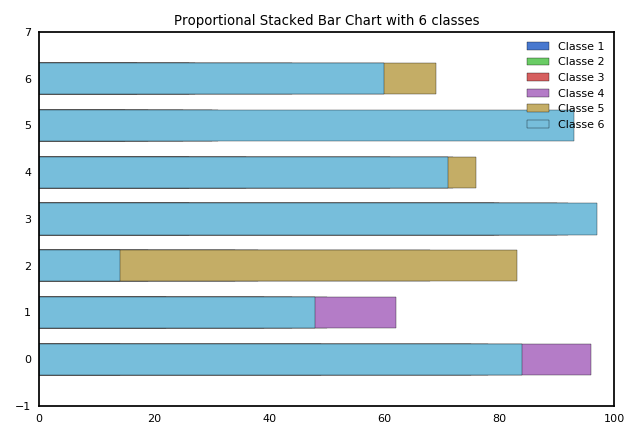 Proportional Stacked Bar Chart with 6 classes
7
6
5
4
3
2
1
0
−1
Classe 1
Classe 2
Classe 3
Classe 4
Classe 5
Classe 6
0 20 40 60 80 100